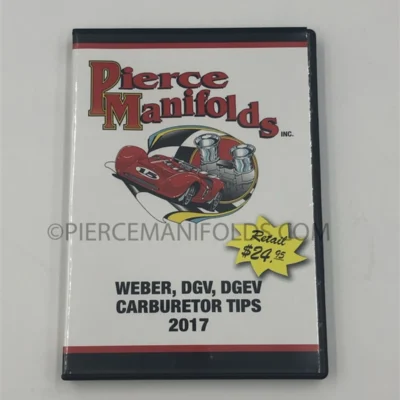 Pierce
Manifolds
INC.
©PIERCEMANIFOLDS.COM
Retail
$24.95
WEBER, DGV, DGEV
CARBURETOR TIPS
2017